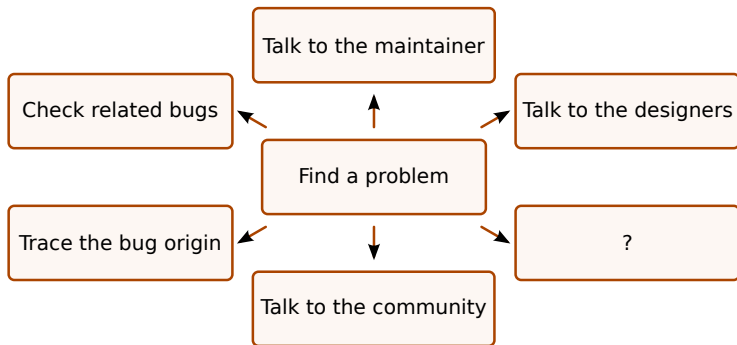 Talk to the maintainer
Check related bugs
Talk to the designers
Find a problem
Trace the bug origin
?
Talk to the community